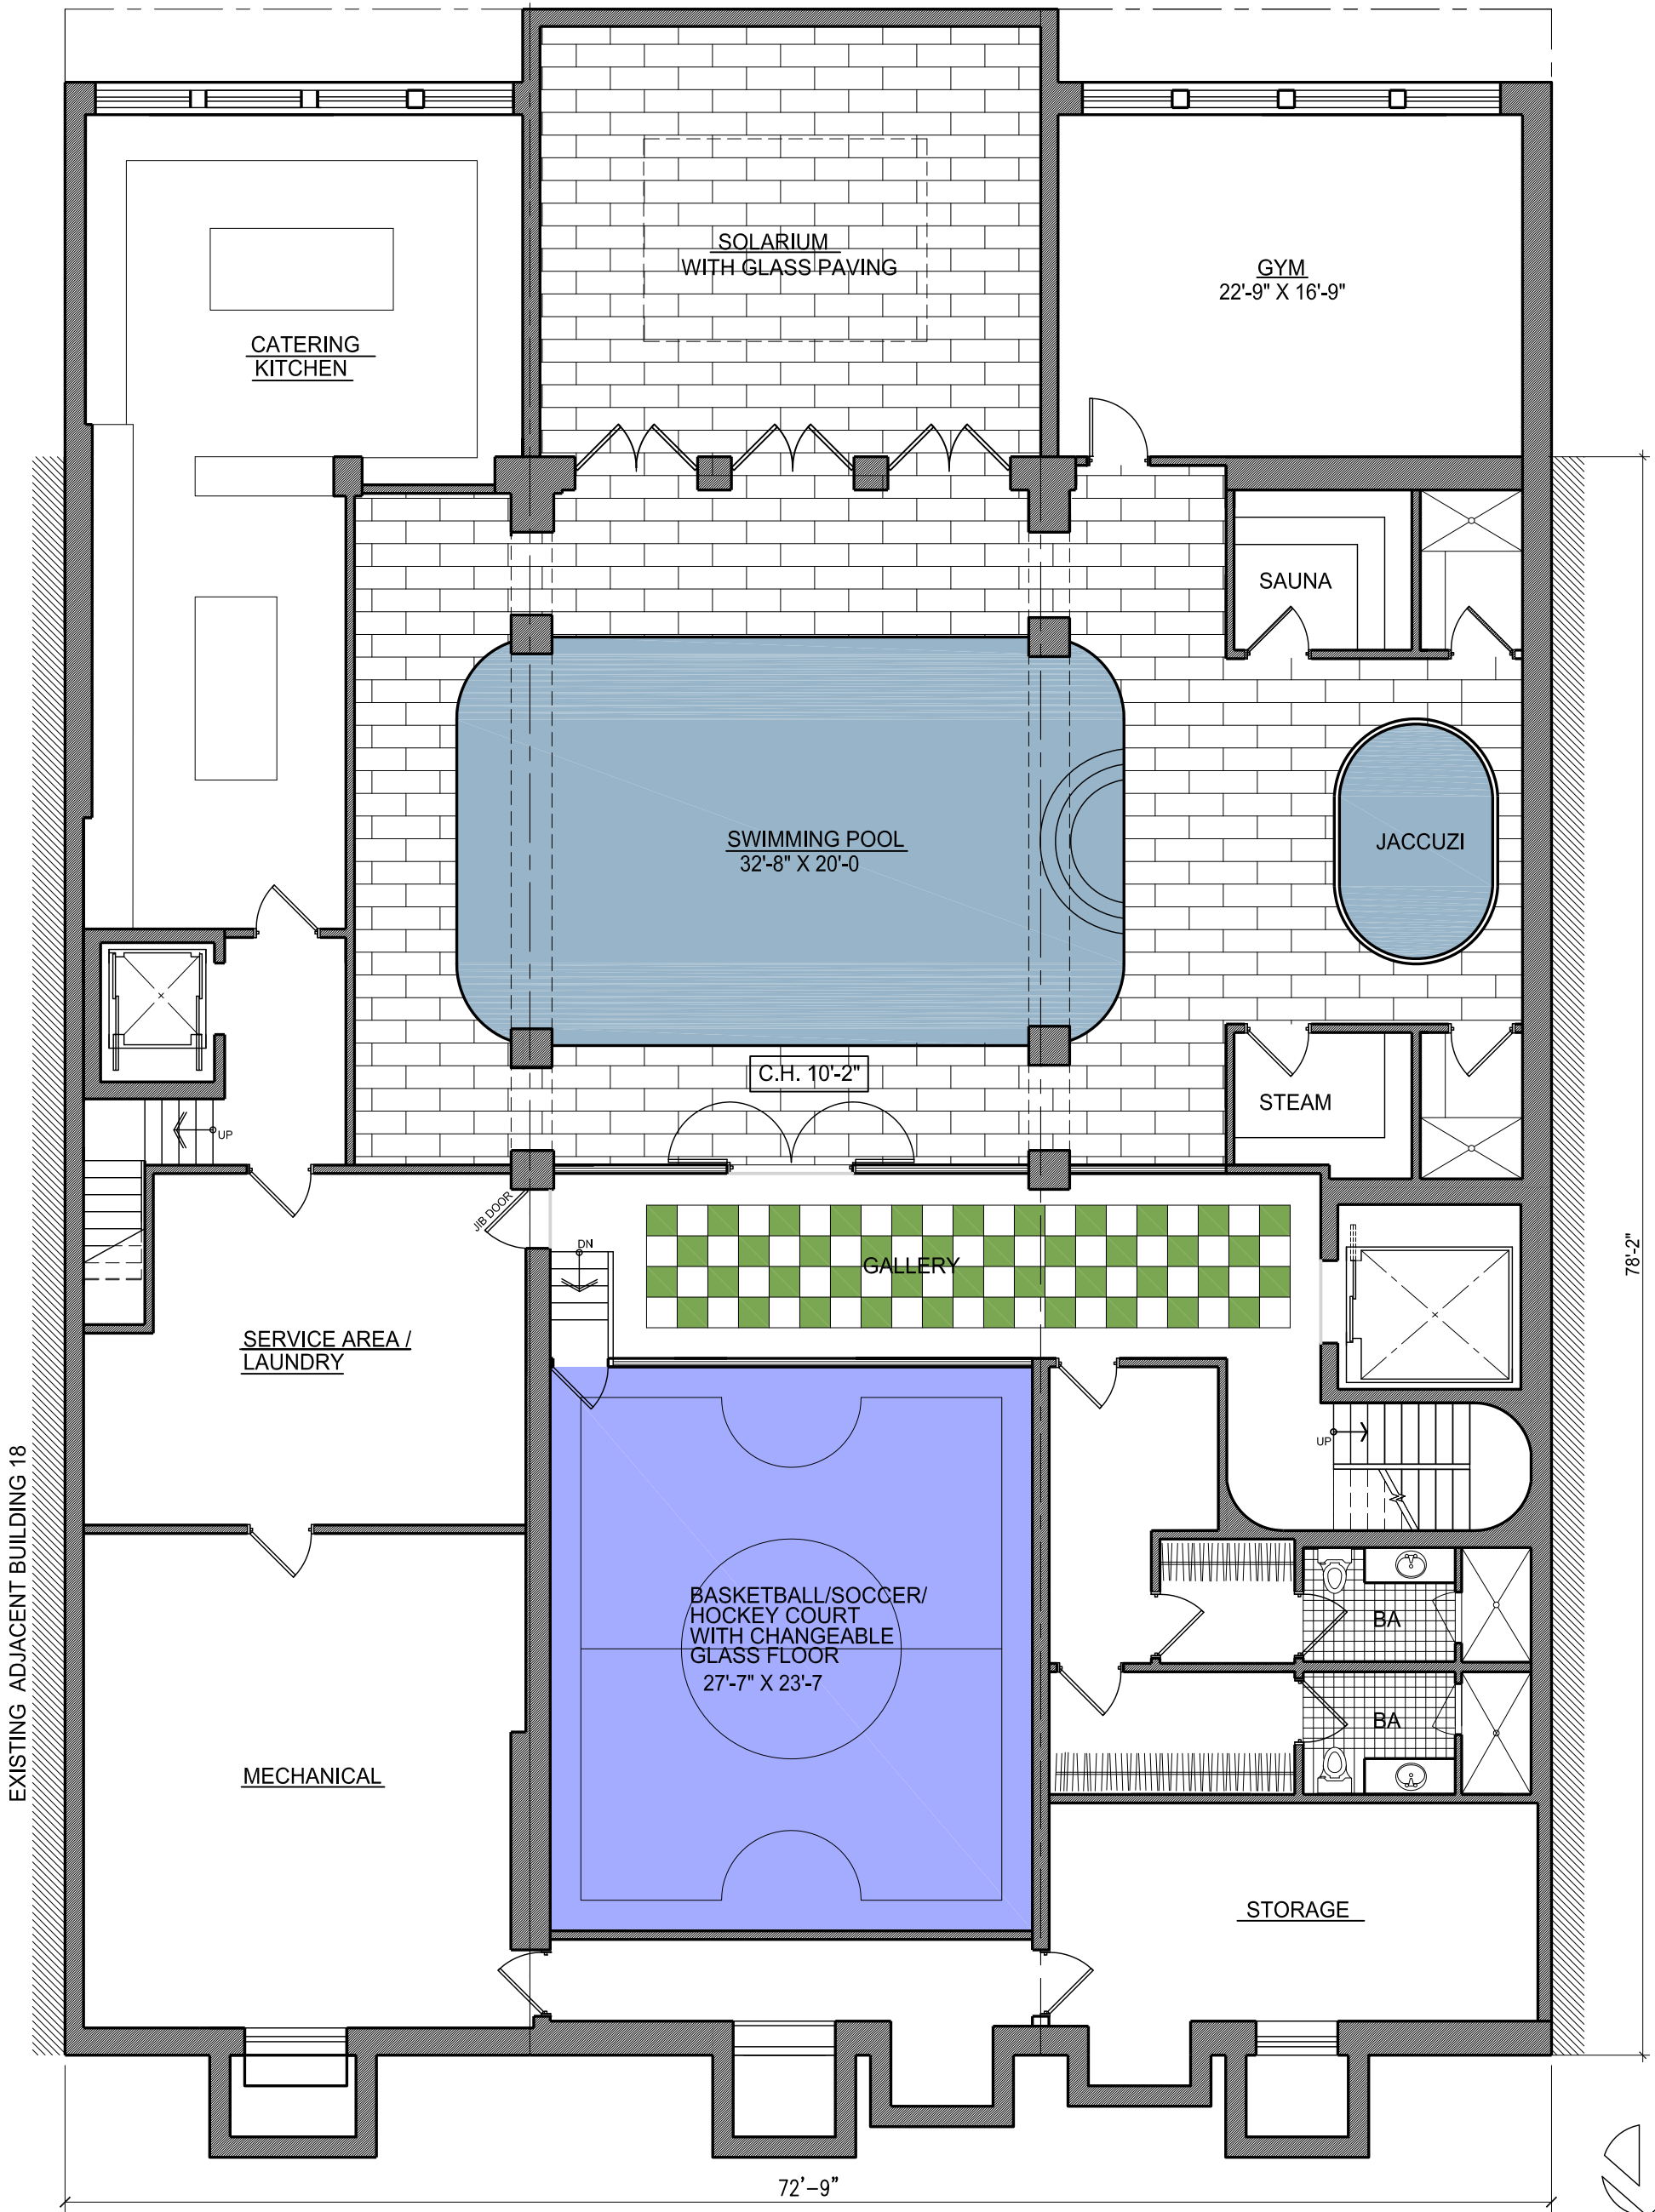 SOLARIUM
WITH GLASS PAVING
GYM
22'-9" X 16'-9"
CATERING
KITCHEN
SAUNA
SWIMMING POOL
32'-8" X 20'-0
JACCUZI
C.H. 10'-2"
STEAM
UP
JIB DOOR
DN
GALLERY
78'-2"
SERVICE AREA /
LAUNDRY
UP
EXISTING ADJACENT BUILDING 18
BASKETBALL/SOCCER/
HOCKEY COURT
WITH CHANGEABLE
GLASS FLOOR
27'-7" X 23'-7
BA
BA
MECHANICAL
STORAGE
72'-9"